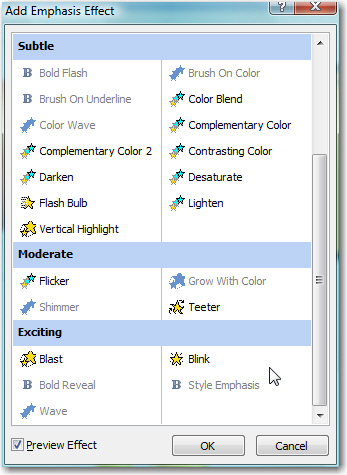 Add Emphasis Effect
Subtle
Bold Flash Brush On Color
Brush On Underline Color Blend
Color Wave Complementary Color
Complementary Color 2 Contrasting Color
Darken Desaturate
Flash Bulb Lighten
Vertical Highlight
Moderate
Flicker Grow With Color
Shimmer Teeter
Exciting
Blast Blink
Bold Reveal Style Emphasis
Wave
Preview Effect OK Cancel